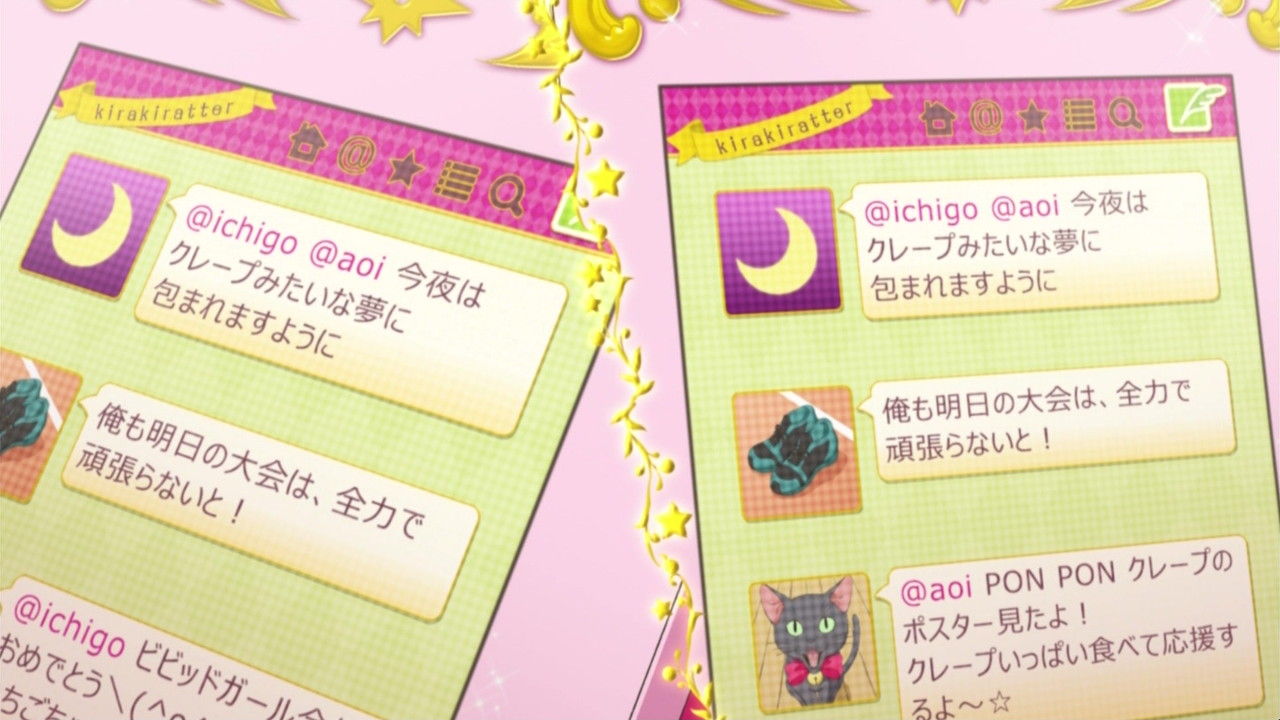 kirakiratter
@ichigo @aoi 今夜は
クレープみたいな夢に
包まれますように
俺も明日の大会は、全力で
頑張らないと！
@ichigo ビビッドガール
おめでとう＼(^o
ちごち
kirakiratter
@ichigo @aoi 今夜は
クレープみたいな夢に
包まれますように
俺も明日の大会は、全力で
頑張らないと！
@aoi PON PON クレープの
ポスター見たよ！
クレープいっぱい食べて応援す
るよ～☆